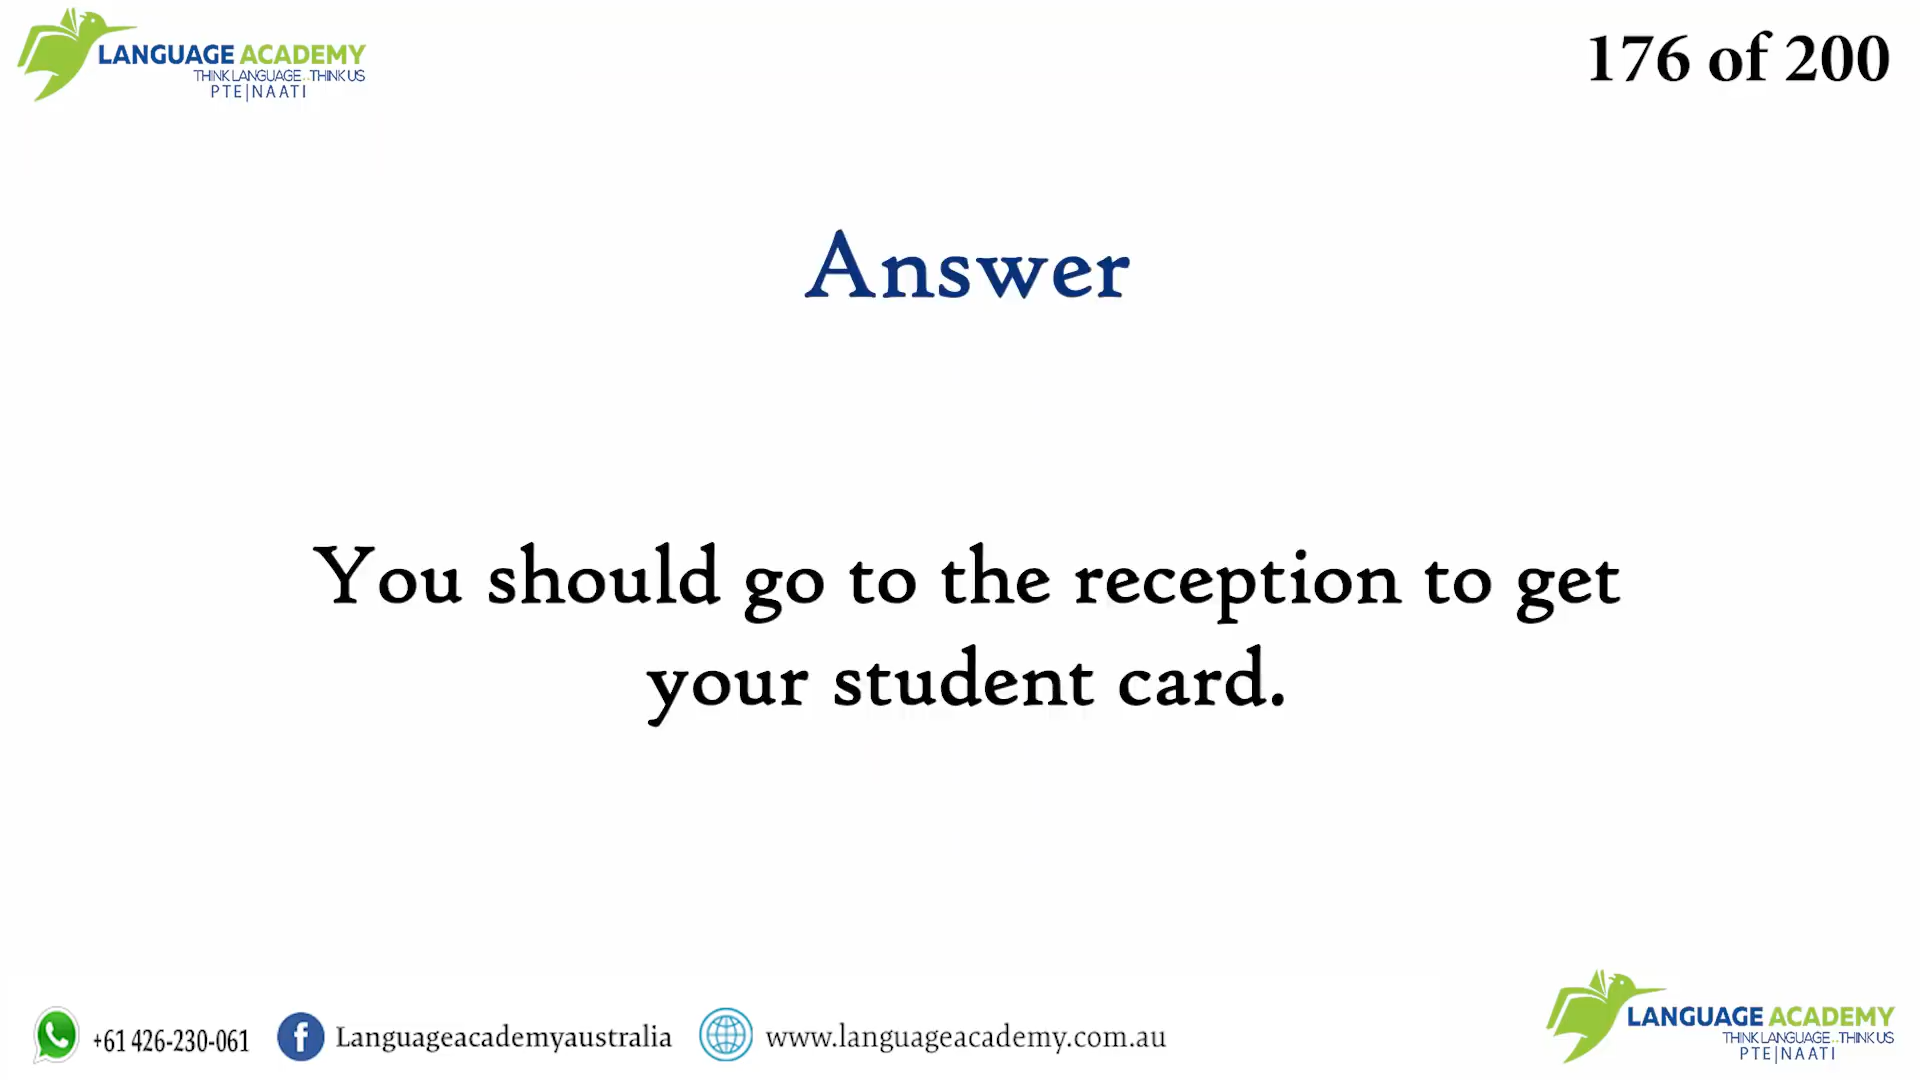 LANGUAGE ACADEMY
THINK LANGUAGE..THINK US
PTE|NAATI
176 of 200
Answer
You should go to the reception to get
your student card.
+61 426-230-061
Languageacademyaustralia
www.languageacademy.com.au
LANGUAGE ACADEMY
THINK LANGUAGE..THINK US
PTE|NAATI